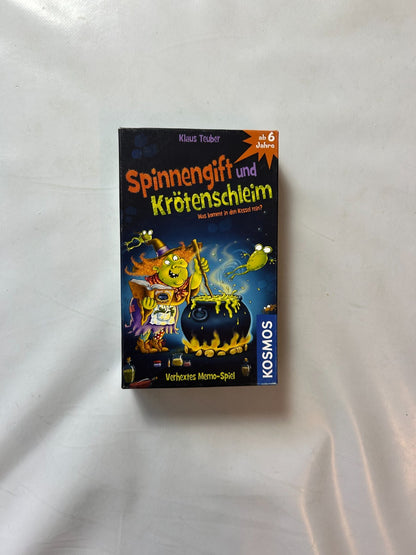 Klaus Teuber
ab 6
Jahre
Spinnengift und
Krötenschleim
Was kommt in den Kessel rein?
Verhextes Memo-Spiel
KOSMOS